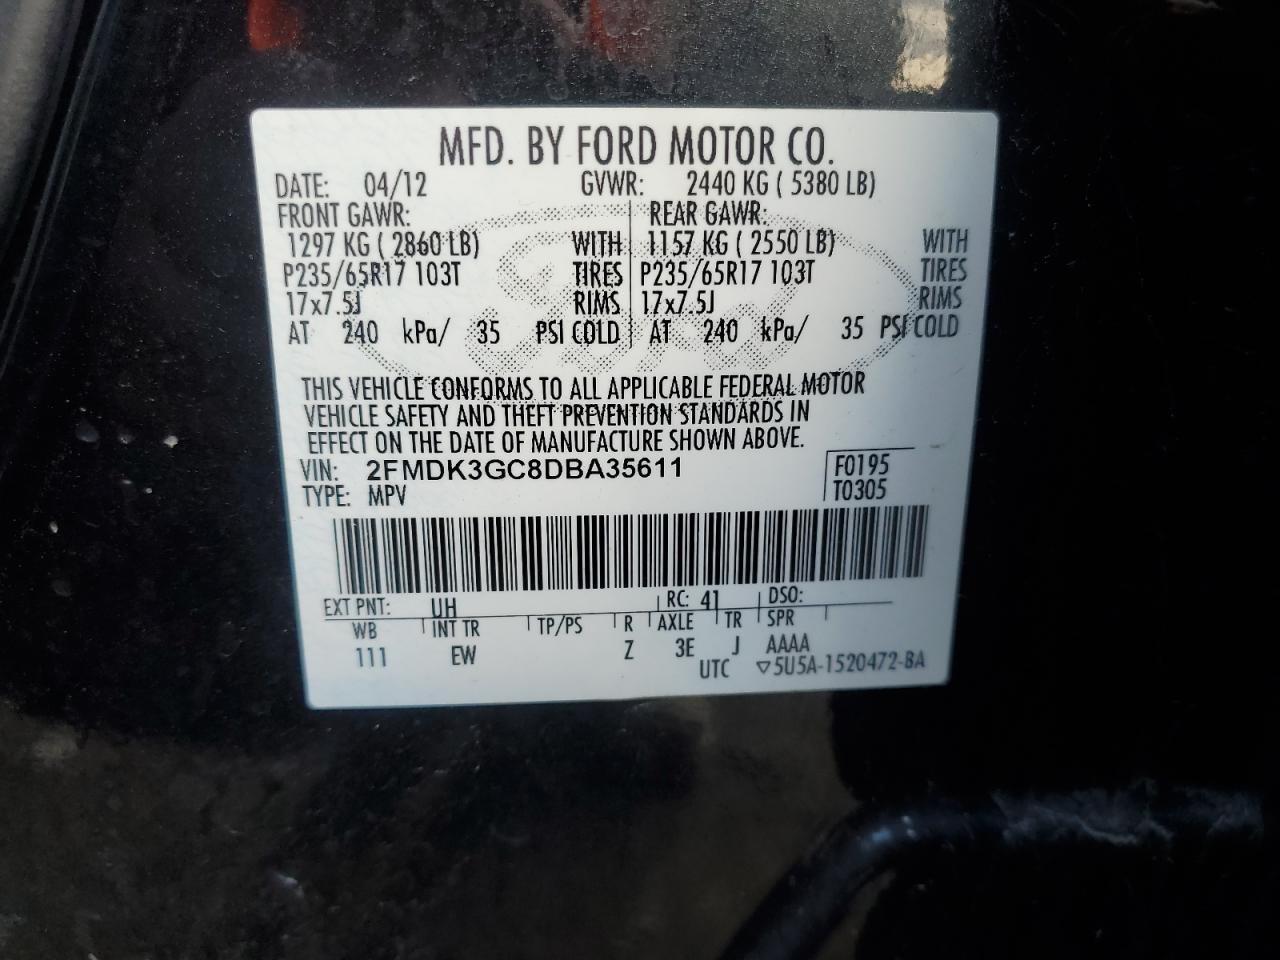 MFD. BY FORD MOTOR CO.
DATE: 04/12 GVWR: 2440 KG ( 5380 LB)
FRONT GAWR: REAR GAWR:
1297 KG ( 2860 LB) WITH 1157 KG ( 2550 LB) WITH
P235/65R17 103T TIRES P235/65R17 103T TIRES
17x7.5J RIMS 17x7.5J RIMS
AT 240 kPa/ 35 PSI COLD AT 240 kPa/ 35 PSI COLD
THIS VEHICLE CONFORMS TO ALL APPLICABLE FEDERAL MOTOR
VEHICLE SAFETY AND THEFT PREVENTION STANDARDS IN
EFFECT ON THE DATE OF MANUFACTURE SHOWN ABOVE.
VIN: 2FMDK3GC8DBA35611 F0195
TYPE: MPV T0305
EXT PNT: UH RC: 41 DSO:
WB INT TR TP/PS R AXLE TR SPR
111 EW Z 3E J AAAA
UTC ▽5U5A-1520472-BA